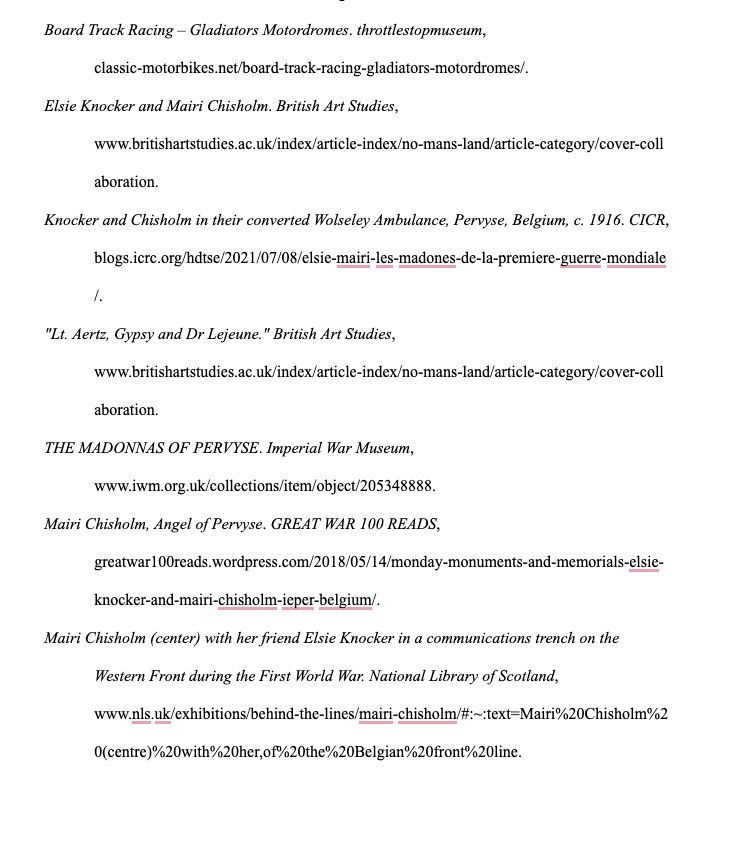 Board Track Racing – Gladiators Motordromes. throttlestopmuseum,
classic-motorbikes.net/board-track-racing-gladiators-motordromes/.
Elsie Knocker and Mairi Chisholm. British Art Studies,
www.britishartstudies.ac.uk/index/article-index/no-mans-land/article-category/cover-coll
aboration.
Knocker and Chisholm in their converted Wolseley Ambulance, Pervyse, Belgium, c. 1916. CICR,
blogs.icrc.org/hdtse/2021/07/08/elsie-mairi-les-madones-de-la-premiere-guerre-mondiale
/.
"Lt. Aertz, Gypsy and Dr Lejeune." British Art Studies,
www.britishartstudies.ac.uk/index/article-index/no-mans-land/article-category/cover-coll
aboration.
THE MADONNAS OF PERVYSE. Imperial War Museum,
www.iwm.org.uk/collections/item/object/205348888.
Mairi Chisholm, Angel of Pervyse. GREAT WAR 100 READS,
greatwar100reads.wordpress.com/2018/05/14/monday-monuments-and-memorials-elsie-
knocker-and-mairi-chisholm-ieper-belgium/.
Mairi Chisholm (center) with her friend Elsie Knocker in a communications trench on the
Western Front during the First World War. National Library of Scotland,
www.nls.uk/exhibitions/behind-the-lines/mairi-chisholm/#:~:text=Mairi%20Chisholm%2
0(centre)%20with%20her,of%20the%20Belgian%20front%20line.